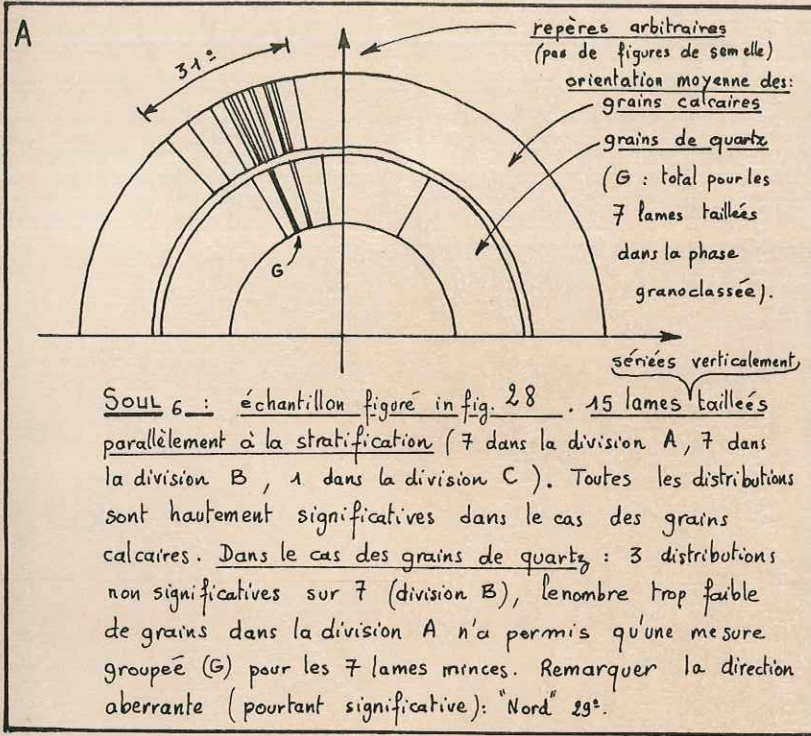 A
31°
repères arbitraires
(pas de figures de semelle)
orientation moyenne des:
grains calcaires
grains de quartz
(G : total pour les
7 lames taillées
dans la phase
granoclassée).
G
sériées verticalement
SOUL 6 : échantillon figuré in fig. 28 . 15 lames tailleés
parallèlement à la stratification (7 dans la division A, 7 dans
la division B, 1 dans la division C). Toutes les distributions
sont hautement significatives dans le cas des grains
calcaires. Dans le cas des grains de quartz : 3 distributions
non significatives sur 7 (division B), lenombre trop faible
de grains dans la division A n'a permis qu'une mesure
groupeé (G) pour les 7 lames minces. Remarquer la direction
aberrante (pourtant significative): "Nord" 29°.